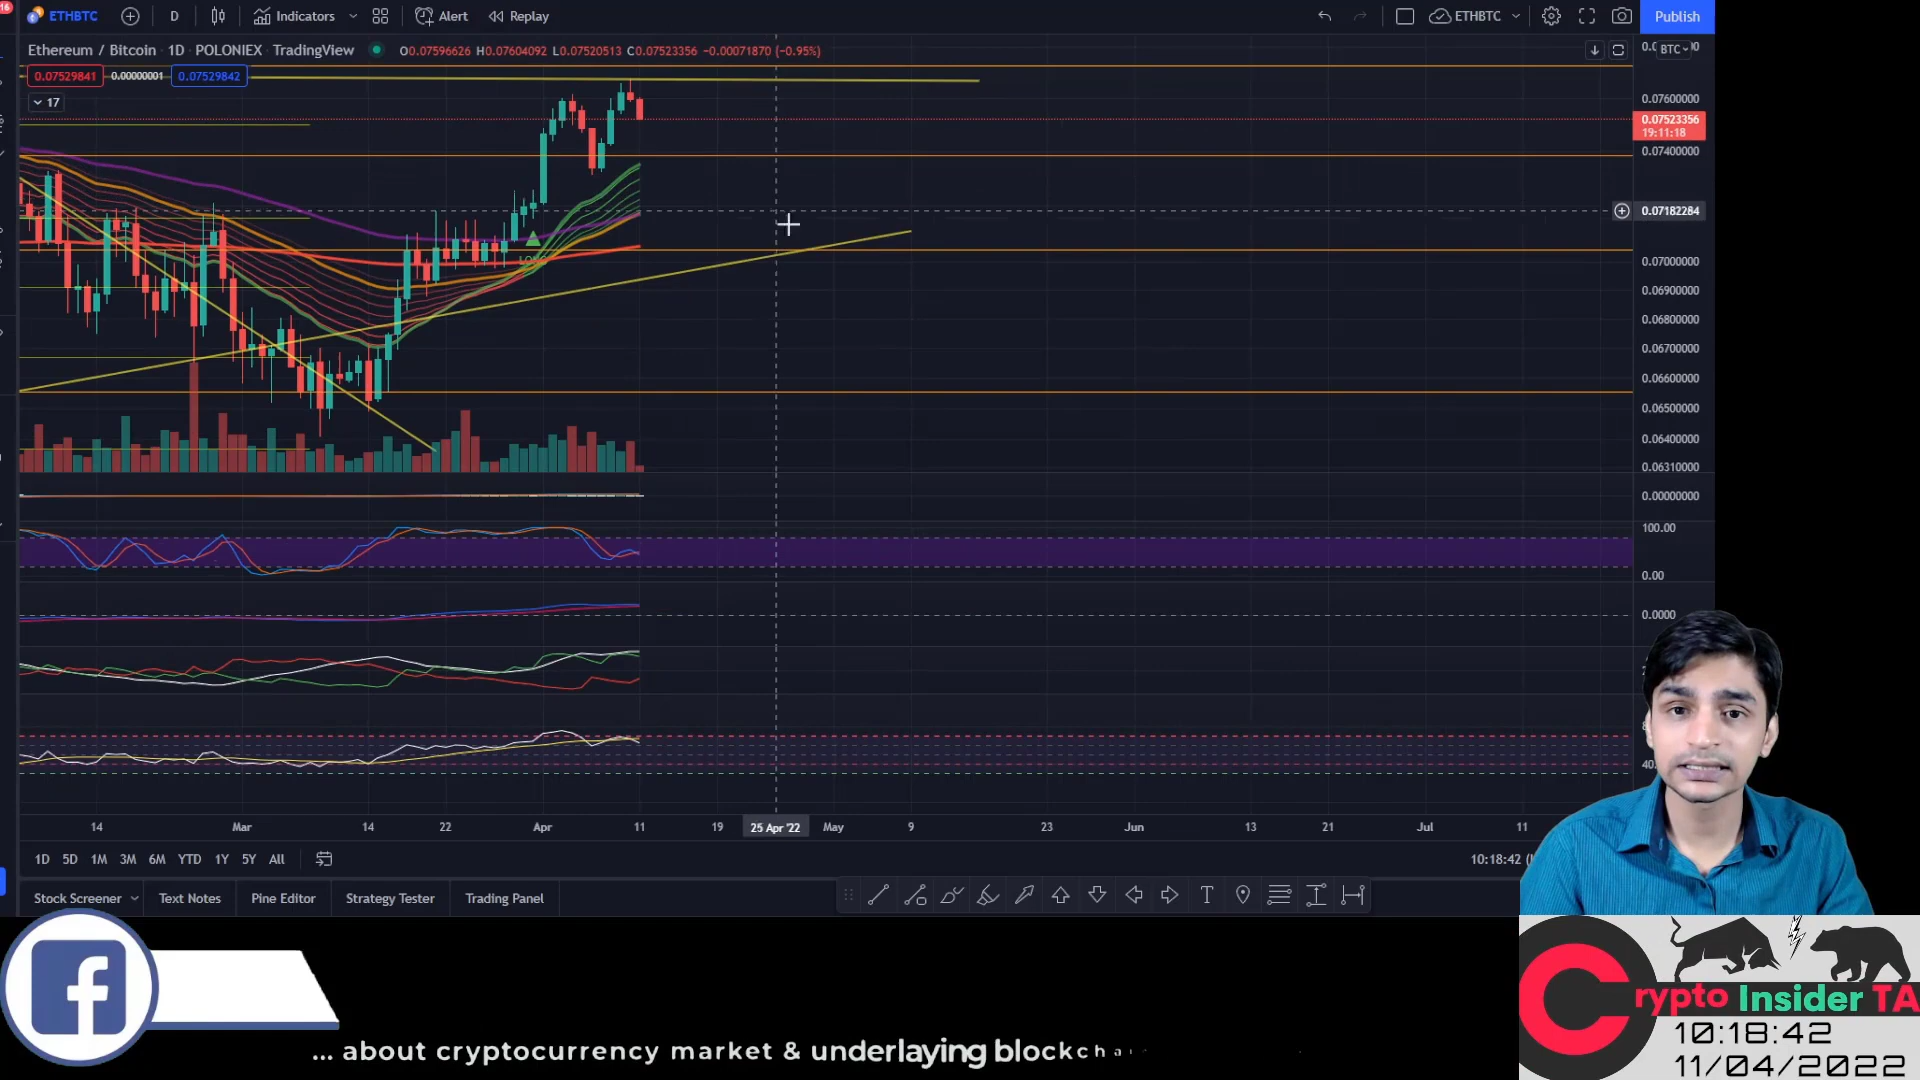 16
ETHBTC
D
Indicators
Alert
Replay
ETHBTC
Publish
Ethereum / Bitcoin · 1D · POLONIEX · TradingView
O0.07596626 H0.07604092 L0.07520513 C0.07523356 −0.00071870 (−0.95%)
BTC
0.07529841
0.00000001
0.07529842
17
0.07600000
0.07523356
19:11:18
0.07400000
0.07182284
0.07000000
0.06900000
0.06800000
0.06700000
0.06600000
0.06500000
0.06400000
0.06310000
0.00000000
100.00
0.00
0.0000
40.
14
Mar
14
22
Apr
11
19
25 Apr '22
May
9
23
Jun
13
21
Jul
11
1D 5D 1M 3M 6M YTD 1Y 5Y All
10:18:42 (
Stock Screener
Text Notes
Pine Editor
Strategy Tester
Trading Panel
T
f
... about cryptocurrency market & underlaying blockcha
Crypto Insider TA
10:18:42
11/04/2022